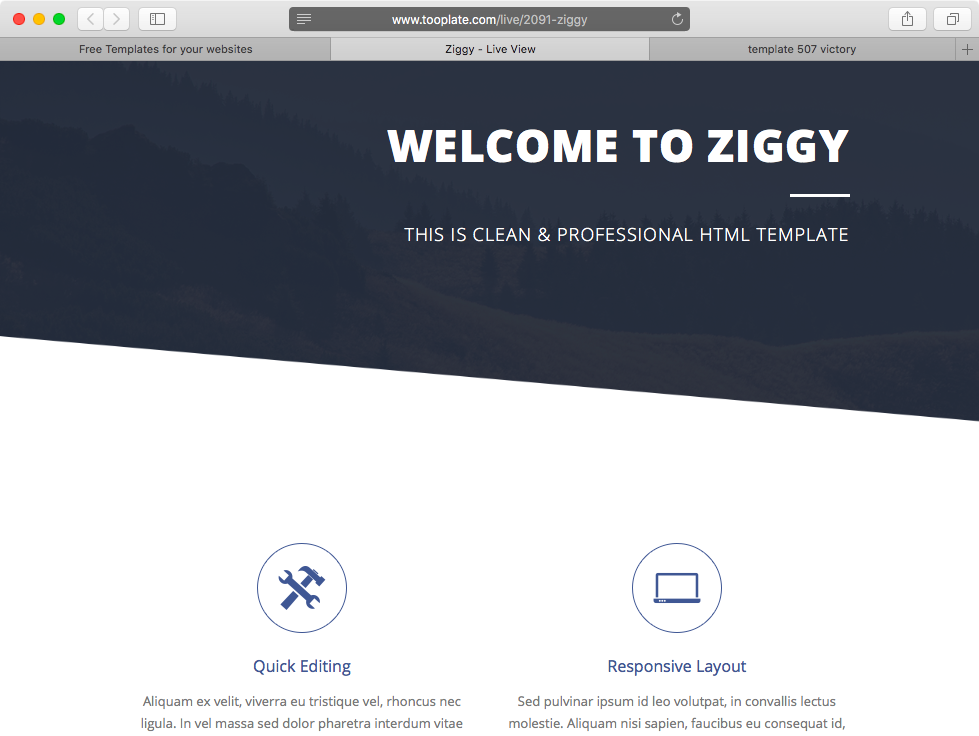 www.tooplate.com/live/2091-ziggy
Free Templates for your websites
Ziggy - Live View
template 507 victory
WELCOME TO ZIGGY
THIS IS CLEAN & PROFESSIONAL HTML TEMPLATE
Quick Editing
Aliquam ex velit, viverra eu tristique vel, rhoncus nec
ligula. In vel massa sed dolor pharetra interdum vitae
Responsive Layout
Sed pulvinar ipsum id leo volutpat, in convallis lectus
molestie. Aliquam nisi sapien, faucibus eu consequat id,